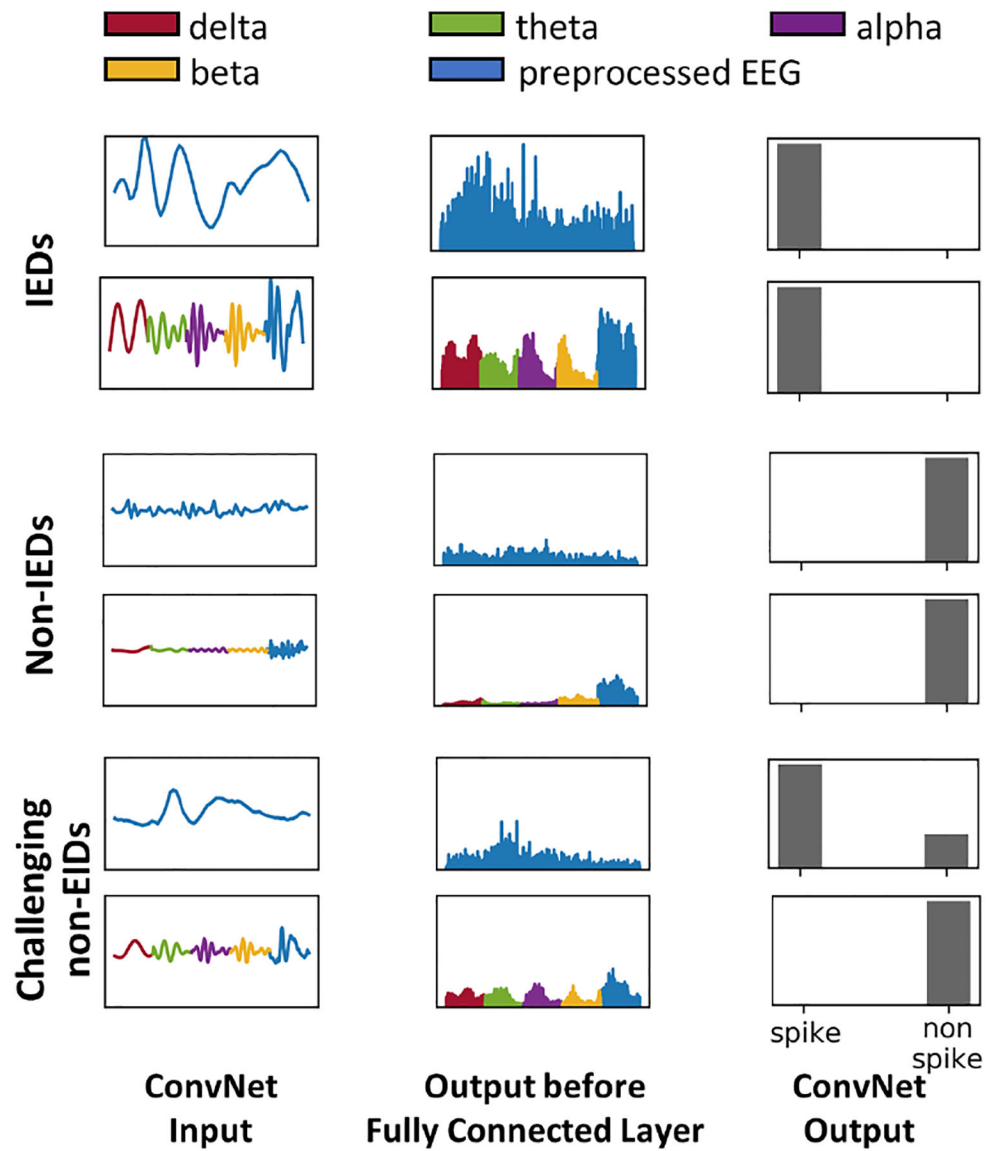 delta
theta
alpha
beta
preprocessed EEG
IEDs
Non-IEDs
Challenging
non-EIDs
spike
non
spike
ConvNet
Input
Output before
Fully Connected Layer
ConvNet
Output